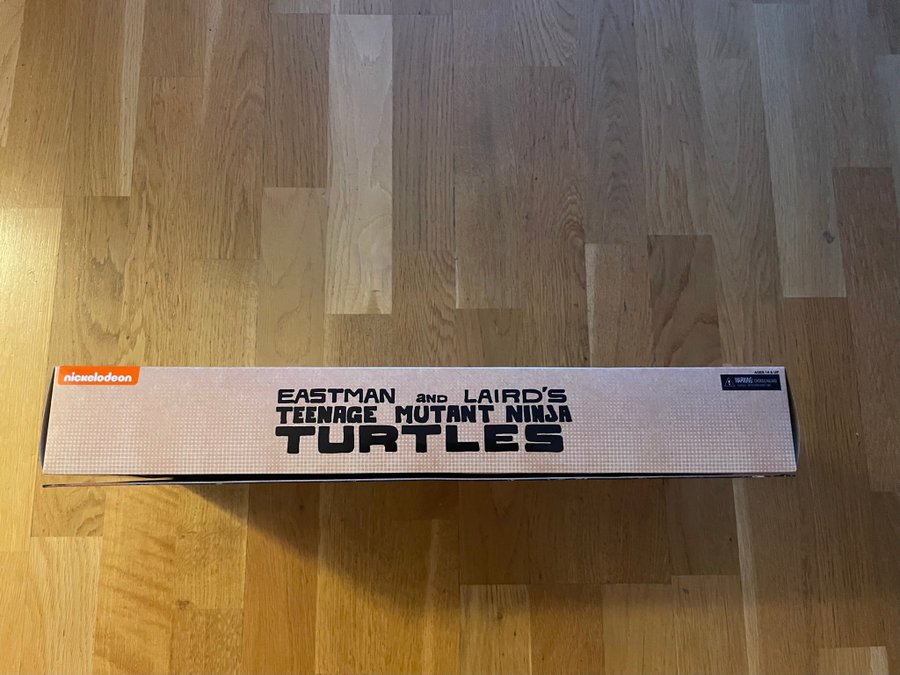 nickelodeon
AGES 14 & UP
WARNING
EASTMAN AND LAIRD'S
TEENAGE MUTANT NINJA
TURTLES